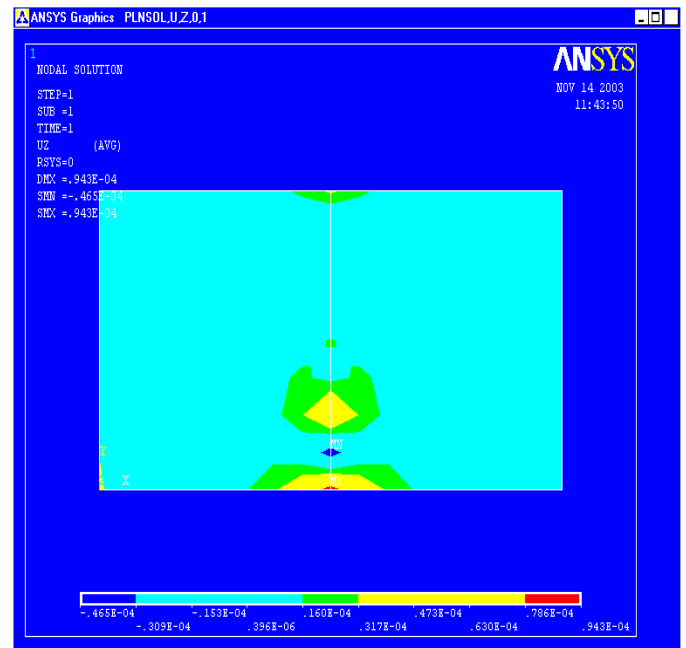 ANSYS Graphics PLNSOL,U,Z,0,1
1
ANSYS
NODAL SOLUTION
NOV 14 2003
11:43:50
STEP=1
SUB =1
TIME=1
UZ (AVG)
RSYS=0
DMX =.943E-04
SMN =-.465E-04
SMX =.943E-04
MN
Y
X
MX
-.465E-04 -.153E-04 .160E-04 .473E-04 .786E-04
-.309E-04 .396E-06 .317E-04 .630E-04 .943E-04